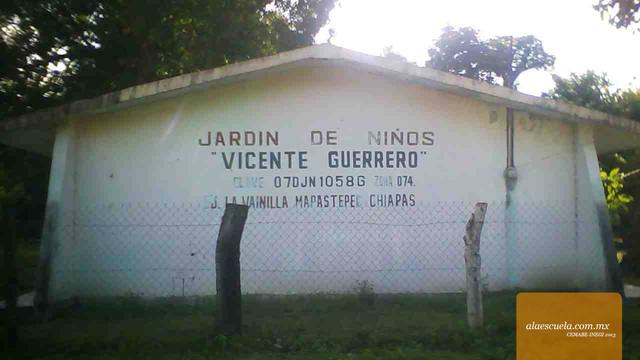 JARDIN DE NIÑOS
"VICENTE GUERRERO"
CLAVE 07DJN1058G ZONA 074.
EJ. LA VAINILLA MAPASTEPEC CHIAPAS
alaescuela.com.mx
CEMABE-INEGI 2013